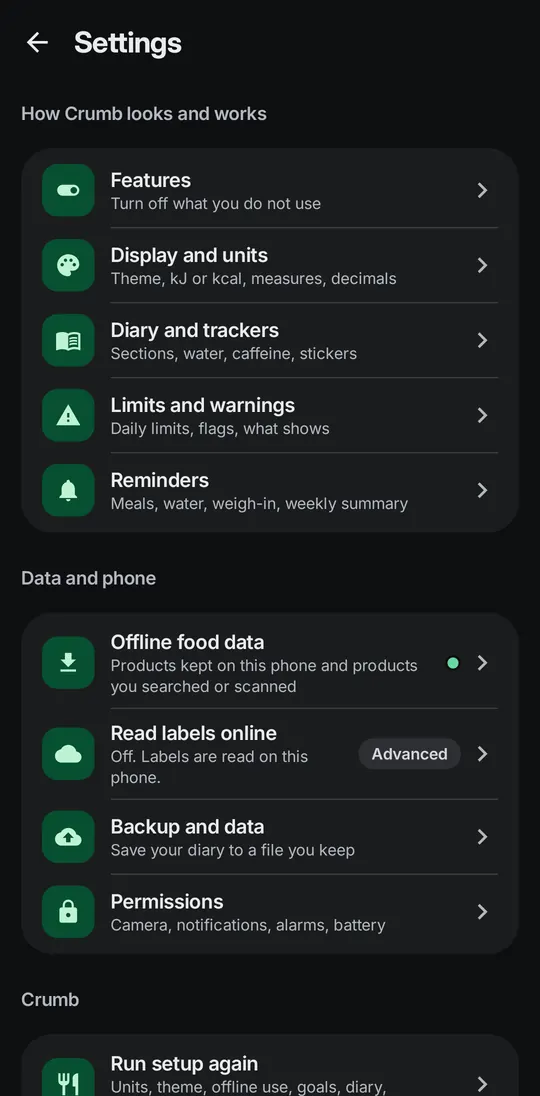 Settings
How Crumb looks and works
Features
Turn off what you do not use
Display and units
Theme, kJ or kcal, measures, decimals
Diary and trackers
Sections, water, caffeine, stickers
Limits and warnings
Daily limits, flags, what shows
Reminders
Meals, water, weigh-in, weekly summary
Data and phone
Offline food data
Products kept on this phone and products
you searched or scanned
Read labels online
Off. Labels are read on this
phone.
Advanced
Backup and data
Save your diary to a file you keep
Permissions
Camera, notifications, alarms, battery
Crumb
Run setup again
Units, theme, offline use, goals, diary,